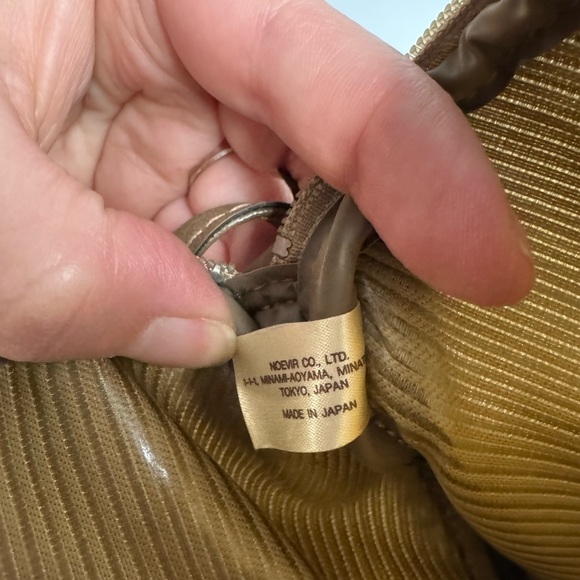 NOEVIR CO., LTD.
1-1-1, MINAMI-AOYAMA, MINAT
TOKYO, JAPAN
MADE IN JAPAN